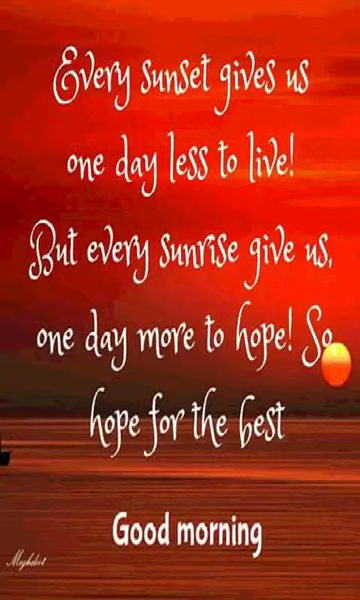 Every sunset gives us
one day less to live!
But every sunrise give us,
one day more to hope! So
hope for the best
Good morning